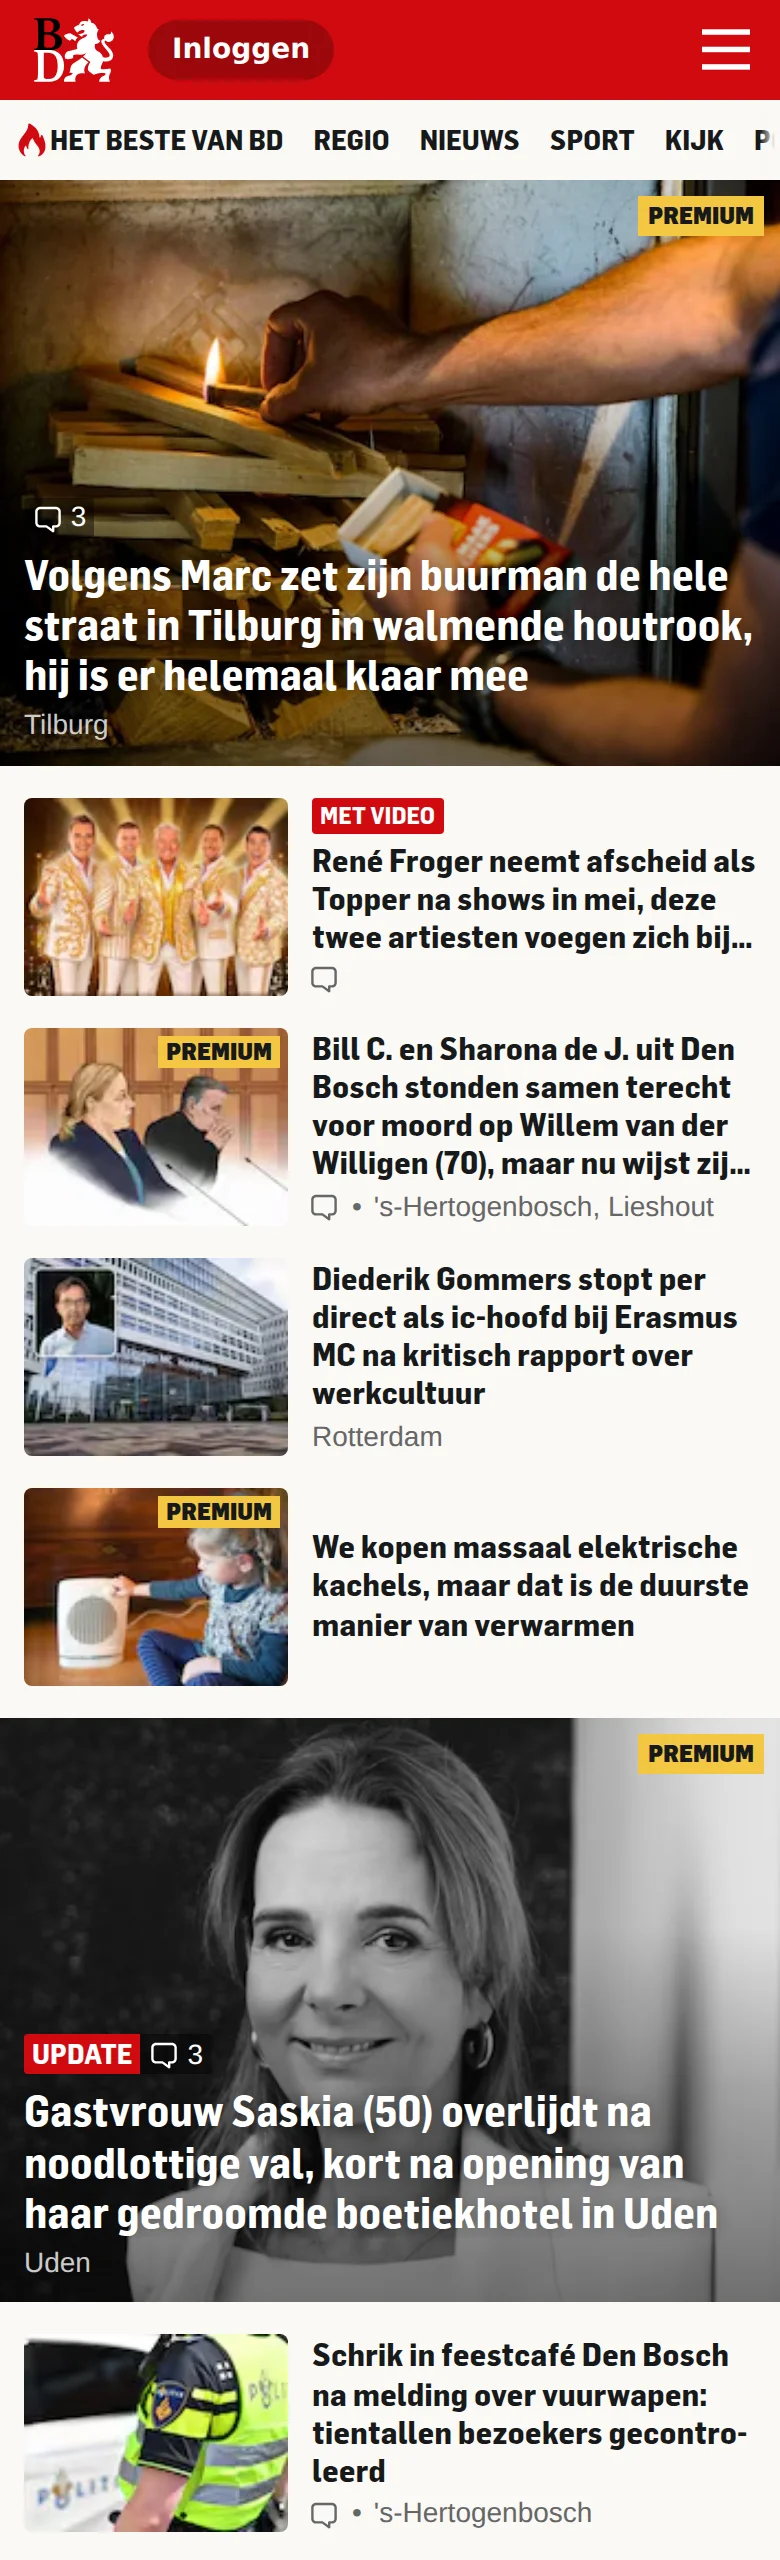 BD
Inloggen
HET BESTE VAN BD REGIO NIEUWS SPORT KIJK
PREMIUM
3
Volgens Marc zet zijn buurman de hele
straat in Tilburg in walmende houtrook,
hij is er helemaal klaar mee
Tilburg
MET VIDEO
René Froger neemt afscheid als
Topper na shows in mei, deze
twee artiesten voegen zich bij...
PREMIUM
Bill C. en Sharona de J. uit Den
Bosch stonden samen terecht
voor moord op Willem van der
Willigen (70), maar nu wijst zij...
• 's-Hertogenbosch, Lieshout
Diederik Gommers stopt per
direct als ic-hoofd bij Erasmus
MC na kritisch rapport over
werkcultuur
Rotterdam
PREMIUM
We kopen massaal elektrische
kachels, maar dat is de duurste
manier van verwarmen
PREMIUM
UPDATE 3
Gastvrouw Saskia (50) overlijdt na
noodlottige val, kort na opening van
haar gedroomde boetiekhotel in Uden
Uden
Schrik in feestcafé Den Bosch
na melding over vuurwapen:
tientallen bezoekers gecontro-
leerd
• 's-Hertogenbosch